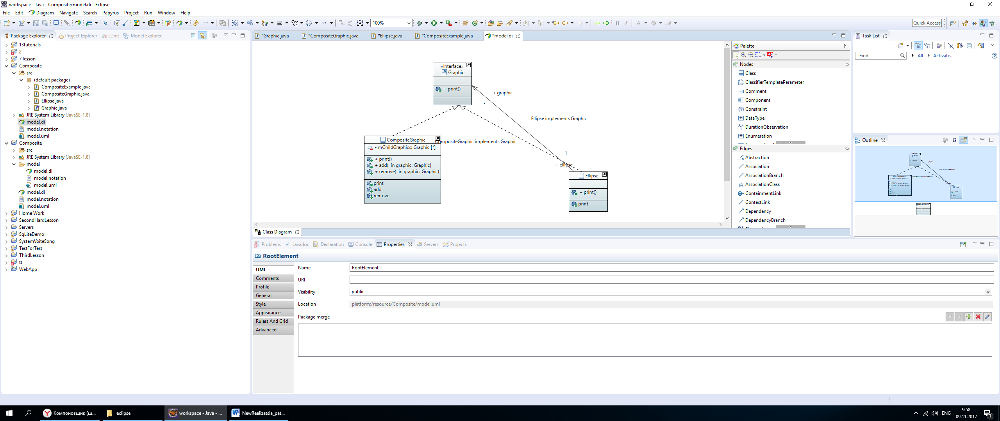 workspace - Java - Composite/model.di - Eclipse
File Edit Diagram Navigate Search Papyrus Project Run Window Help
100%
Quick Access
Package Explorer Project Explorer JUnit Model Explorer
13tutorials
2
7 lesson
Composite
src
(default package)
CompositeExample.java
CompositeGraphic.java
Ellipse.java
Graphic.java
JRE System Library [JavaSE-1.8]
model.di
model.notation
model.uml
Composite
src
JRE System Library [JavaSE-1.8]
model
model.di
model.notation
model.uml
model.di
model.notation
model.uml
Home Work
SecondHardLesson
Servers
SqLiteDemo
SystemVoiteSong
TestForTest
ThirdLesson
tt
WebApp
*Graphic.java *CompositeGraphic.java *Ellipse.java *CompositeExample.java *model.di
«Interface»
Graphic
+ print()
+ graphic
*
Ellipse implements Graphic
CompositeGraphic implements Graphic
1
+ ellipse
CompositeGraphic
- mChildGraphics: Graphic [*]
+ print()
+ add( in graphic: Graphic)
+ remove( in graphic: Graphic)
print
add
remove
Ellipse
+ print()
print
Class Diagram
Palette
Nodes
Class
ClassifierTemplateParameter
Comment
Component
Constraint
DataType
DurationObservation
Enumeration
Edges
Abstraction
Association
AssociationBranch
AssociationClass
ContainmentLink
ContextLink
Dependency
DependencyBranch
Task List
Find All Activate...
Outline
Problems Javadoc Declaration Console Properties Servers Projects
RootElement
UML
Comments
Profile
General
Style
Appearance
Rulers And Grid
Advanced
Name RootElement
URI
Visibility public
Location platform:/resource/Composite/model.uml
Package merge
Компоновщик (ш...
eclipse
workspace - Java - ...
NewRealizatsia_pat...
ENG
9:58
09.11.2017
1